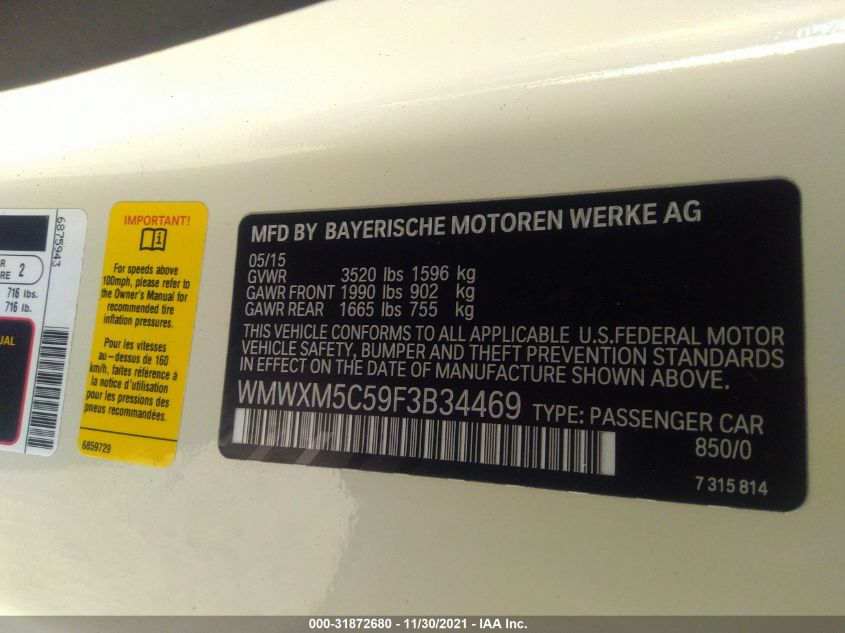 6875943
2
716 lbs.
716 lb.
IMPORTANT!
For speeds above
100mph, please refer to
the Owner's Manual for
recommended tire
inflation pressures.
Pour les vitesses
au-dessus de 160
km/h, faites référence à
la notice d'utilisation
pour les c. de
pneus prescrites.
6859729
MFD BY BAYERISCHE MOTOREN WERKE AG
05/15
GVWR 3520 lbs 1596 kg
GAWR FRONT 1990 lbs 902 kg
GAWR REAR 1665 lbs 755 kg
THIS VEHICLE CONFORMS TO ALL APPLICABLE U.S.FEDERAL MOTOR
VEHICLE SAFETY, BUMPER AND THEFT PREVENTION STANDARDS
IN EFFECT ON THE DATE OF MANUFACTURE SHOWN ABOVE.
WMWXM5C59F3B34469 TYPE: PASSENGER CAR
850/0
7 315 814
000-31872680 - 11/30/2021 - IAA Inc.